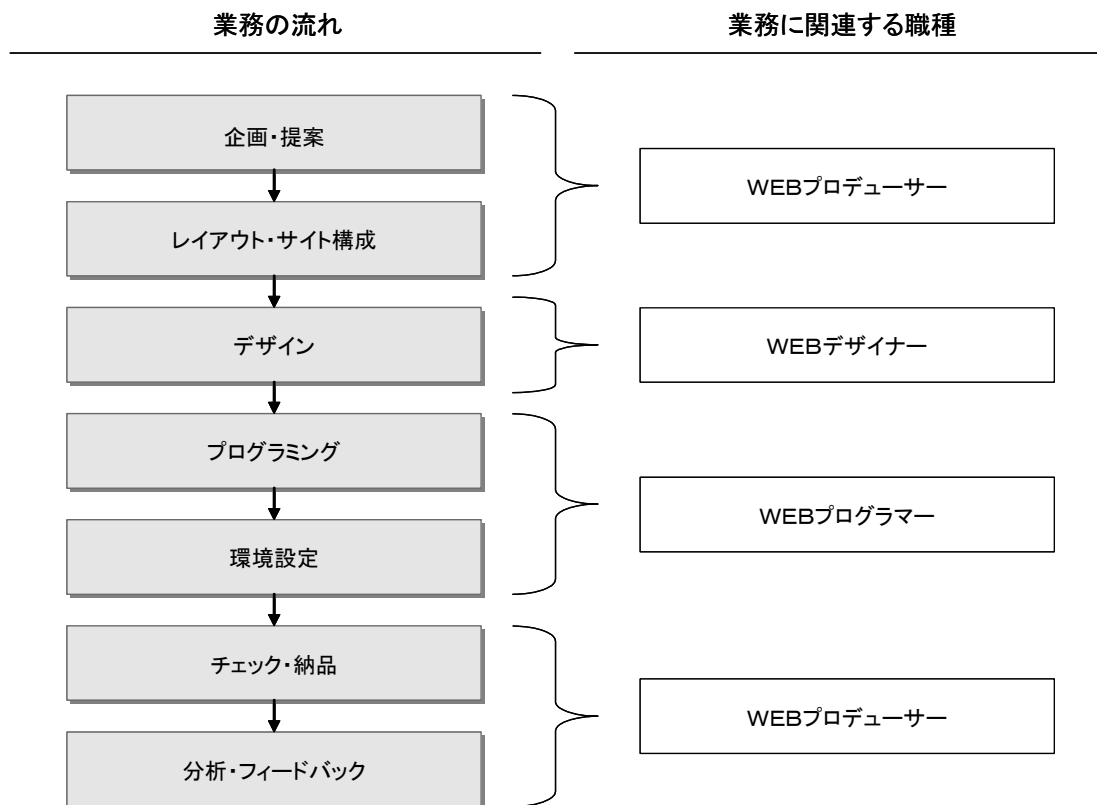 業務の流れ
業務に関連する職種
企画・提案
レイアウト・サイト構成
WEBプロデューサー
デザイン
WEBデザイナー
プログラミング
環境設定
WEBプログラマー
チェック・納品
分析・フィードバック
WEBプロデューサー